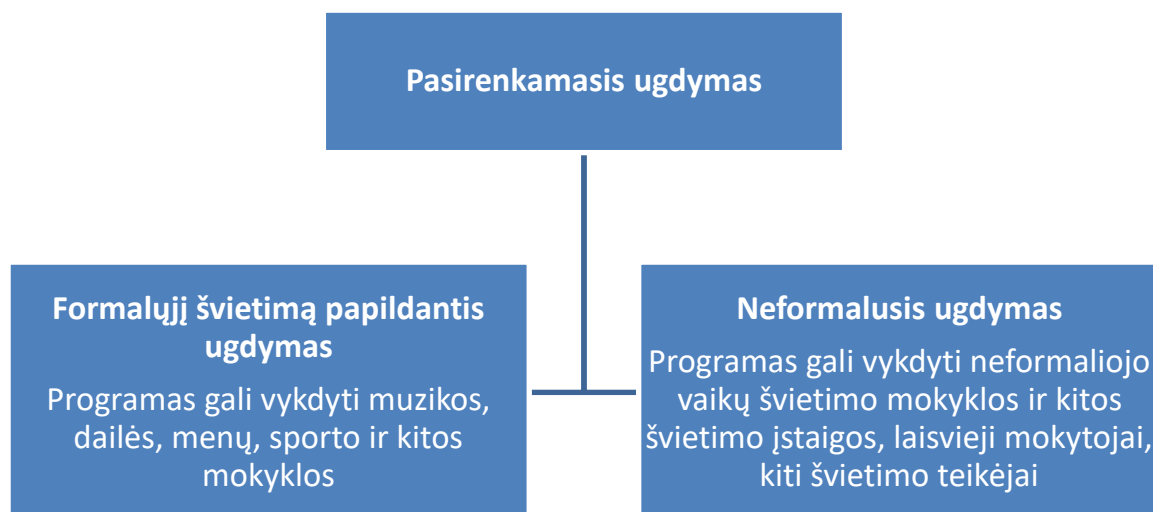 Pasirenkamasis ugdymas
Formalųjį švietimą papildantis
ugdymas
Programas gali vykdyti muzikos,
dailės, menų, sporto ir kitos
mokyklos
Neformalusis ugdymas
Programas gali vykdyti neformaliojo
vaikų švietimo mokyklos ir kitos
švietimo įstaigos, laisvieji mokytojai,
kiti švietimo teikėjai